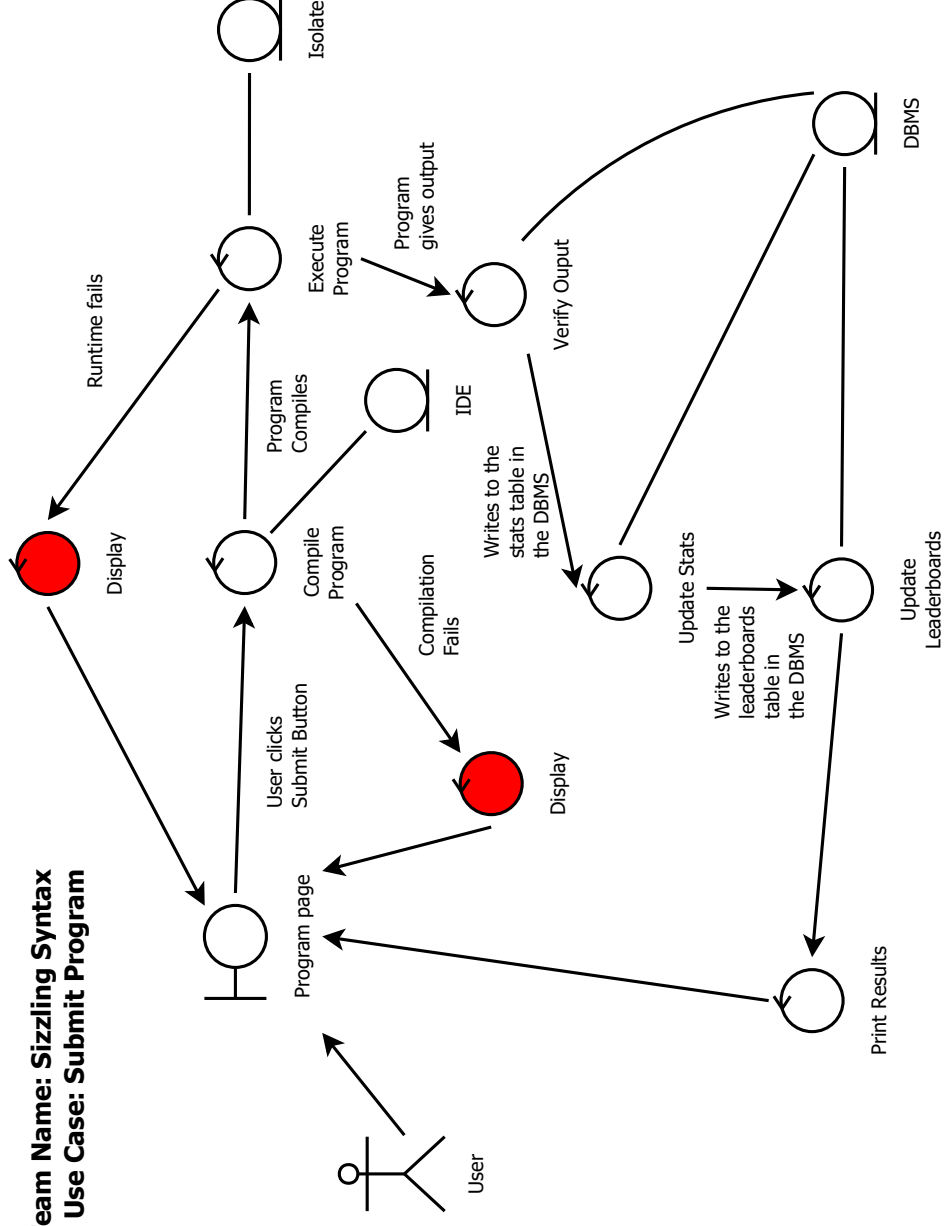 eam Name: Sizzling Syntax
Use Case: Submit Program
Display
Runtime fails
Isolate
Program page
User clicks
Submit Button
Compile
Program
Program
Compiles
Execute
Program
User
Display
Compilation
Fails
IDE
Program
gives output
Verify Ouput
Writes to the
stats table in
the DBMS
Update Stats
Writes to the
leaderboards
table in
the DBMS
Print Results
Update
Leaderboards
DBMS